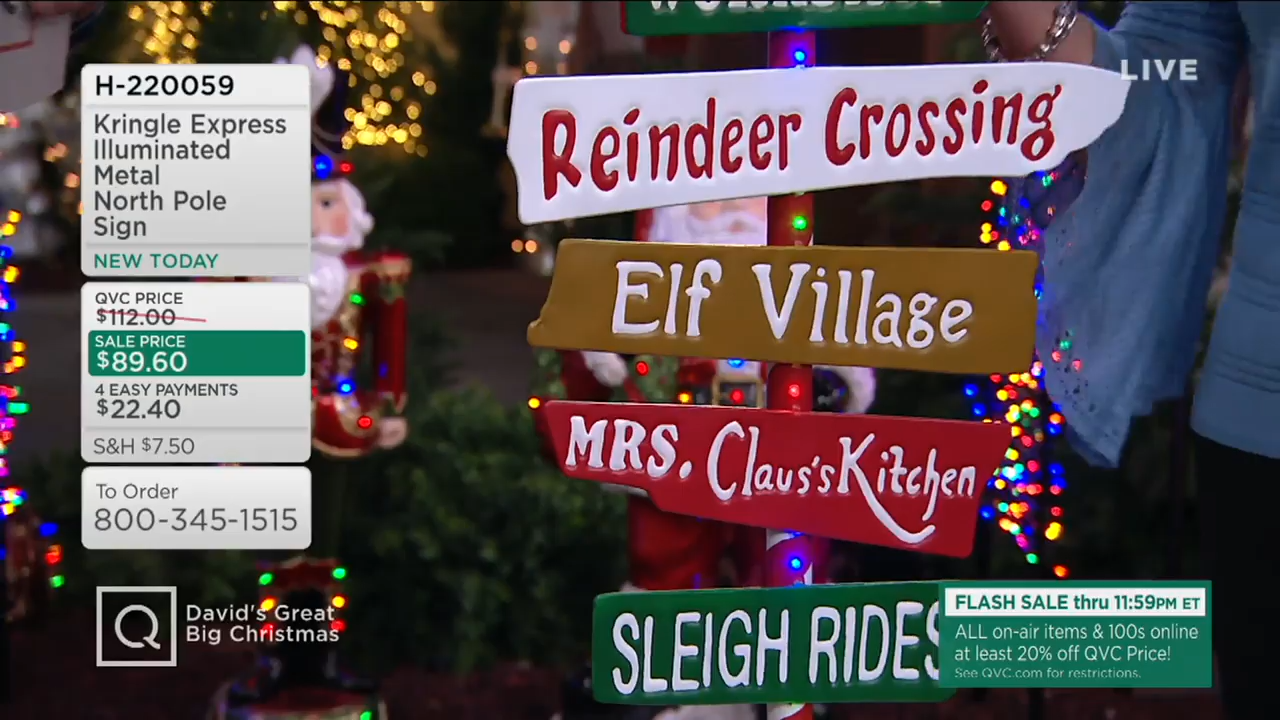 H-220059
Kringle Express
Illuminated
Metal
North Pole
Sign
NEW TODAY
QVC PRICE
$112.00
SALE PRICE
$89.60
4 EASY PAYMENTS
$22.40
S&H $7.50
To Order
800-345-1515
Q
David's Great
Big Christmas
LIVE
Reindeer Crossing
Elf Village
MRS. Claus's Kitchen
SLEIGH RIDES
FLASH SALE thru 11:59PM ET
ALL on-air items & 100s online
at least 20% off QVC Price!
See QVC.com for restrictions.